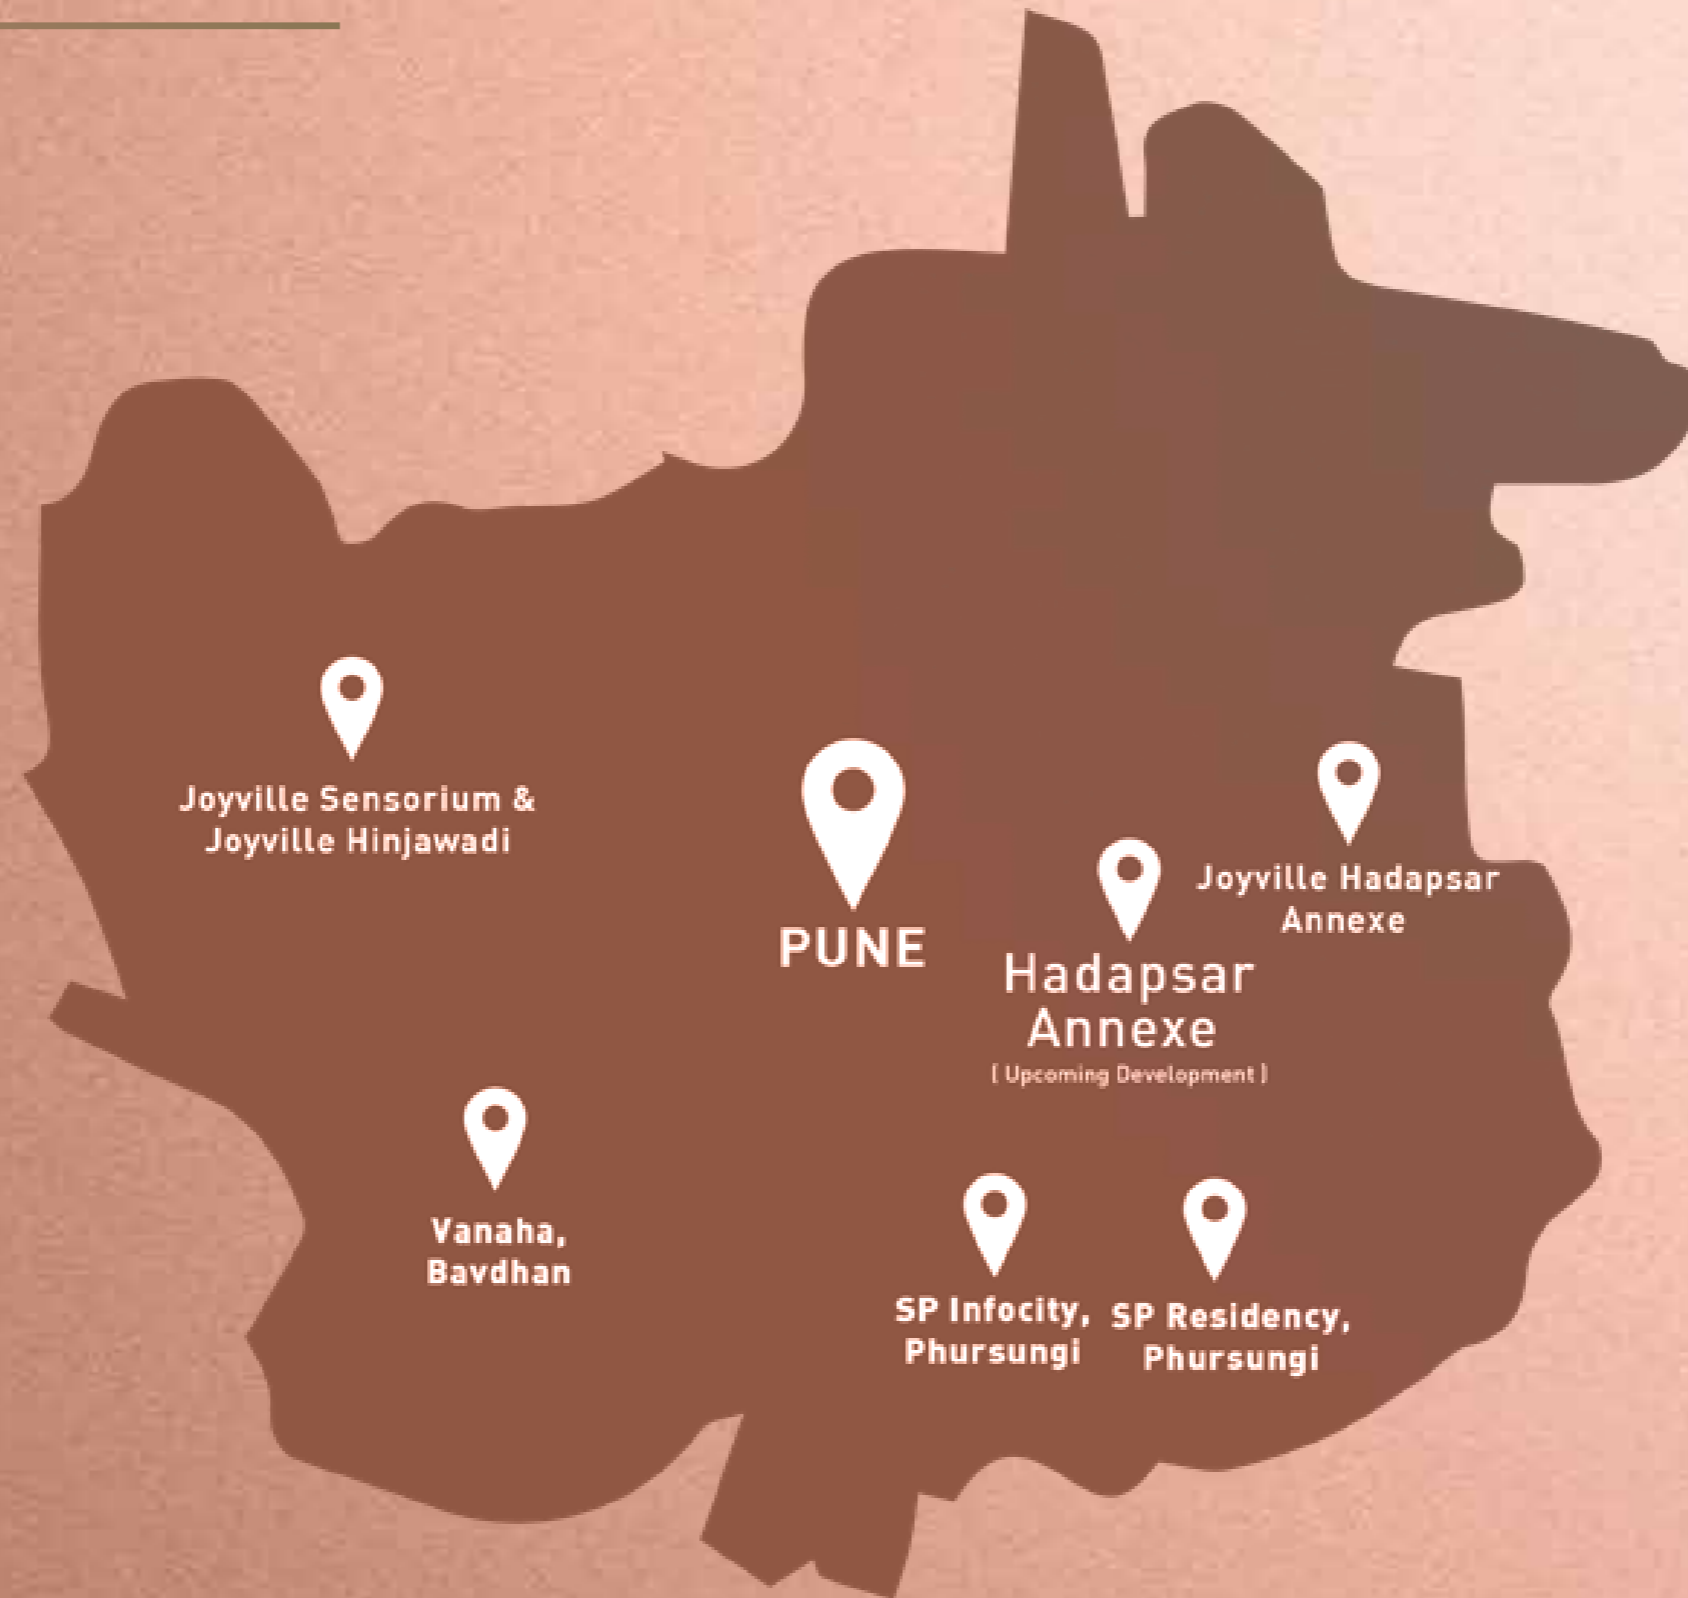 Joyville Sensorium &
Joyville Hinjawadi
PUNE
Joyville Hadapsar
Annexe
Hadapsar
Annexe
( Upcoming Development )
Vanaha,
Bavdhan
SP Infocity,
Phursungi
SP Residency,
Phursungi